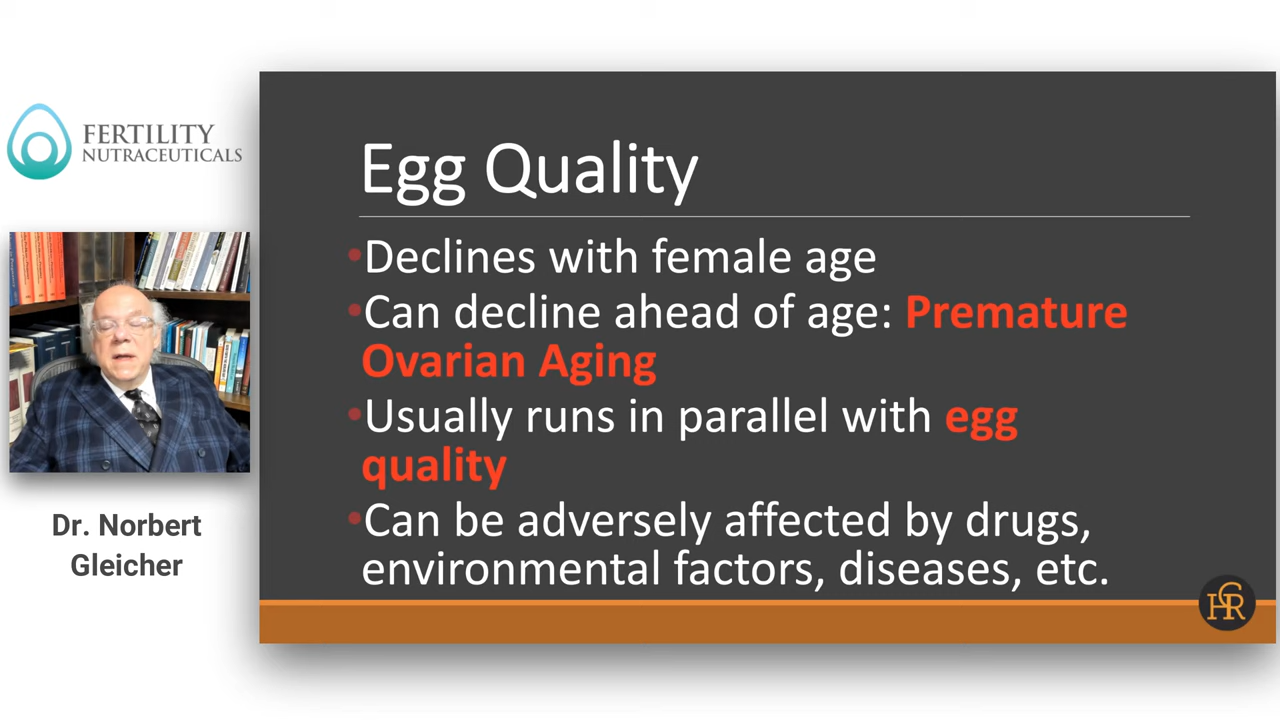 FERTILITY
NUTRACEUTICALS
Dr. Norbert
Gleicher
Egg Quality
•Declines with female age
•Can decline ahead of age: Premature
Ovarian Aging
•Usually runs in parallel with egg
quality
•Can be adversely affected by drugs,
environmental factors, diseases, etc.
CHR